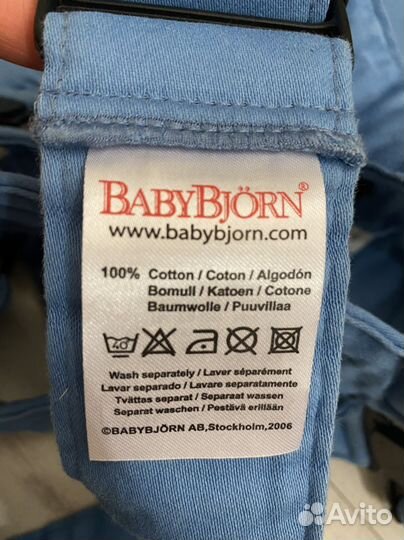 BABYBJÖRN®
www.babybjorn.com
100% Cotton / Coton / Algodón
Bomull / Katoen / Cotone
Baumwolle / Puuvillaa
40°
Wash separately / Laver séparément
Lavar separado / Lavare separatamente
Tvättas separat / Separaat wassen
Separat waschen / Pestävä erillään
©BABYBJÖRN AB,Stockholm,2006
Avito